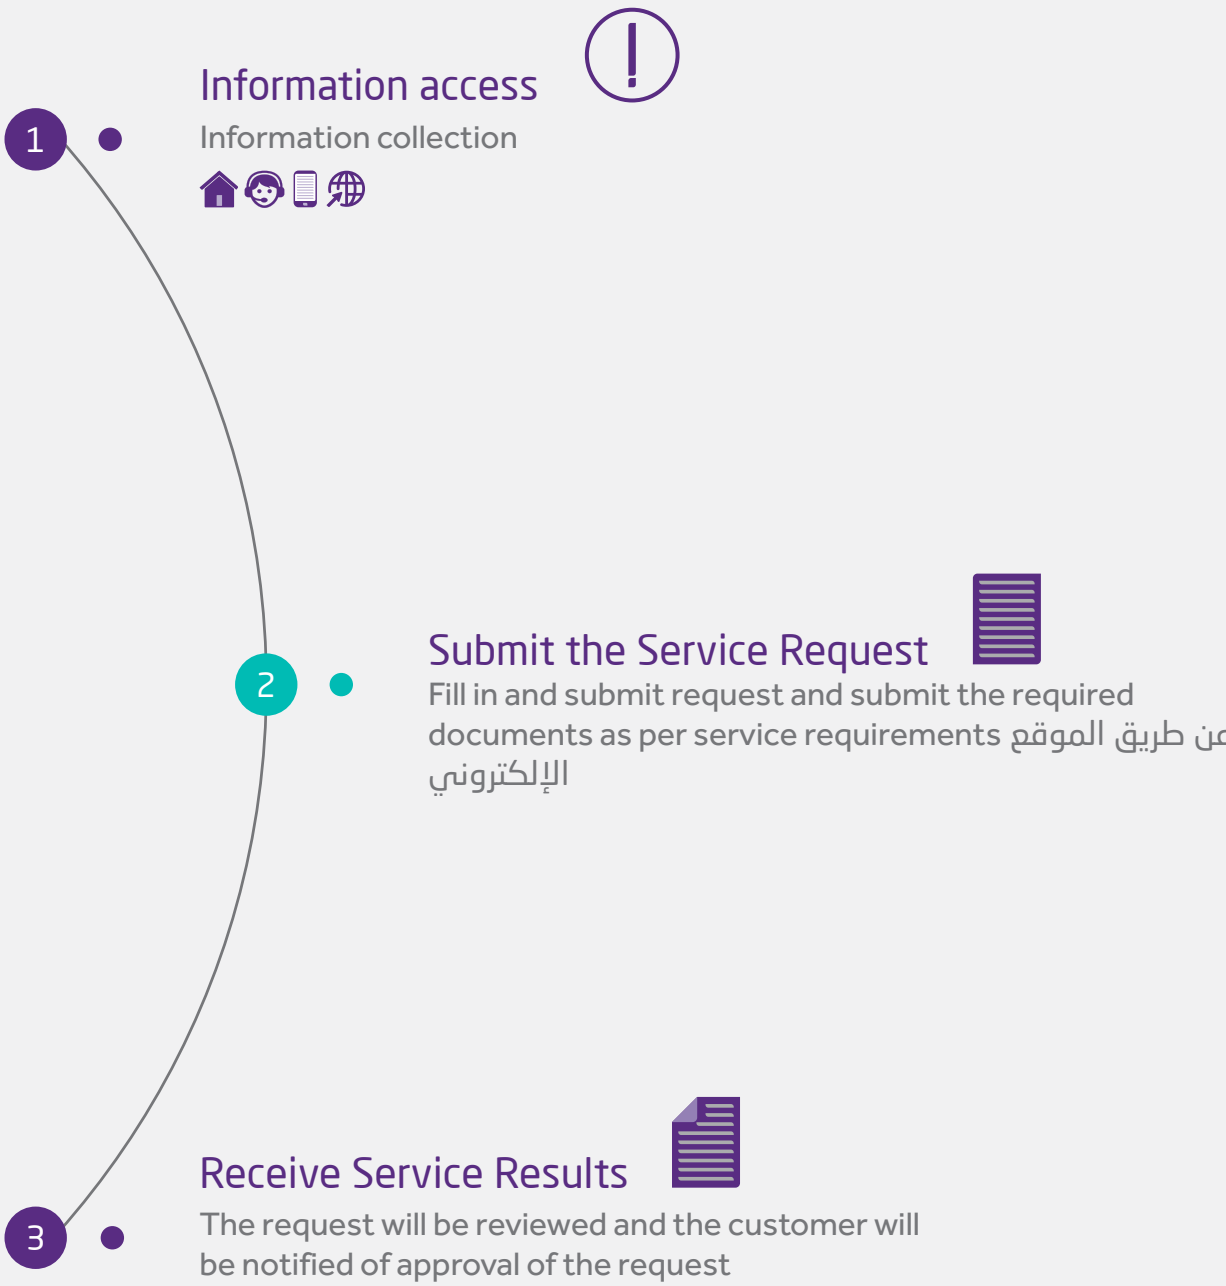 Information access
1
Information collection
Submit the Service Request
2
Fill in and submit request and submit the required
documents as per service requirements عن طريق الموقع
الإلكتروني
Receive Service Results
3
The request will be reviewed and the customer will
be notified of approval of the request